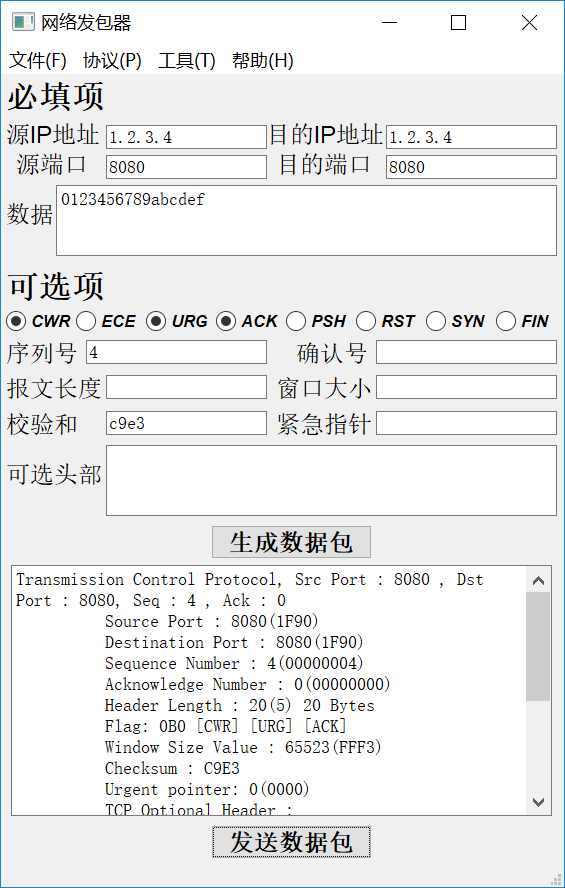 网络发包器
文件(F) 协议(P) 工具(T) 帮助(H)
必填项
源IP地址 1.2.3.4 目的IP地址 1.2.3.4
源端口 8080 目的端口 8080
数据 0123456789abcdef
可选项
CWR ECE URG ACK PSH RST SYN FIN
序列号 4 确认号
报文长度 窗口大小
校验和 c9e3 紧急指针
可选头部
生成数据包
Transmission Control Protocol, Src Port : 8080 , Dst
Port : 8080, Seq : 4 , Ack : 0
Source Port : 8080(1F90)
Destination Port : 8080(1F90)
Sequence Number : 4(00000004)
Acknowledge Number : 0(00000000)
Header Length : 20(5) 20 Bytes
Flag: 0B0 [CWR] [URG] [ACK]
Window Size Value : 65523(FFF3)
Checksum : C9E3
Urgent pointer: 0(0000)
TCP Optional Header :
发送数据包